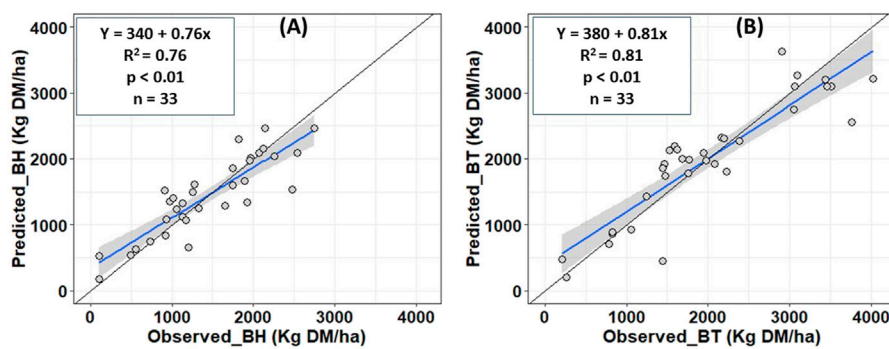 (A)
Y = 340 + 0.76x
R² = 0.76
p < 0.01
n = 33
Predicted_BH (Kg DM/ha)
4000
3000
2000
1000
0
0 1000 2000 3000 4000
Observed_BH (Kg DM/ha)
(B)
Y = 380 + 0.81x
R² = 0.81
p < 0.01
n = 33
Predicted_BT (Kg DM/ha)
4000
3000
2000
1000
0
0 1000 2000 3000 4000
Observed_BT (Kg DM/ha)